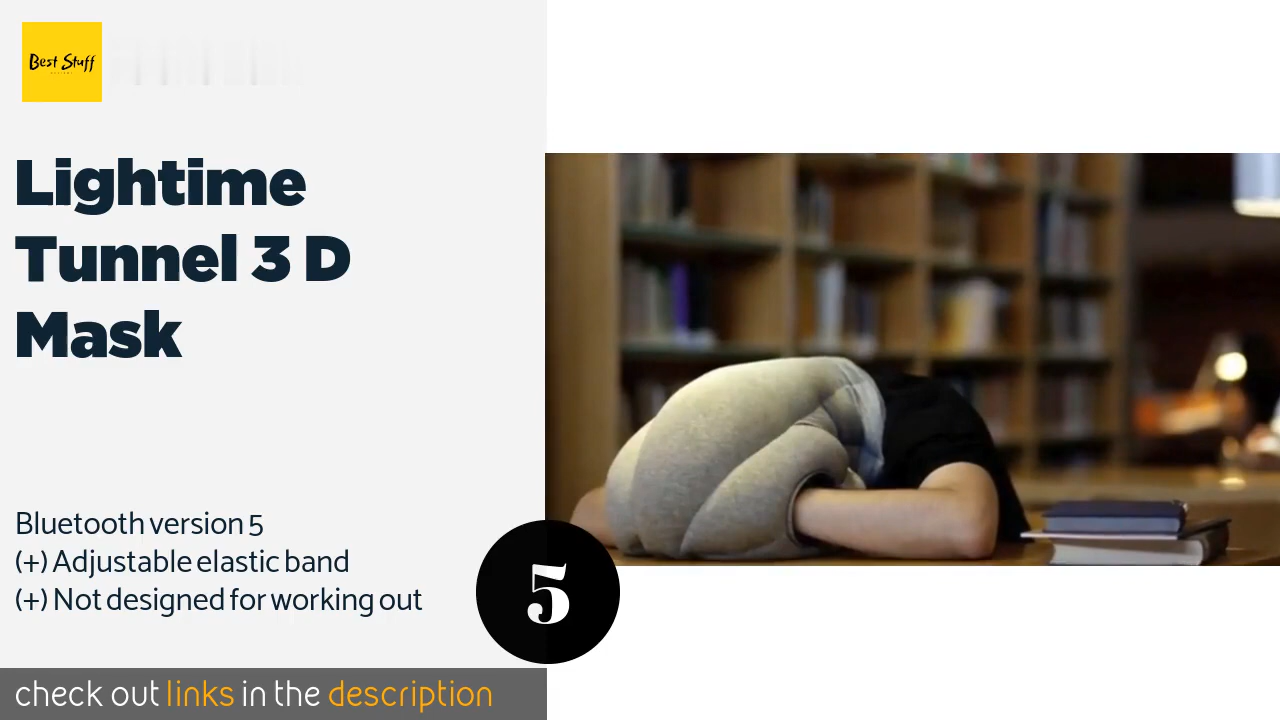 Best Stuff
Lightime
Tunnel 3 D
Mask
Bluetooth version 5
(+) Adjustable elastic band
(+) Not designed for working out
5
check out links in the description